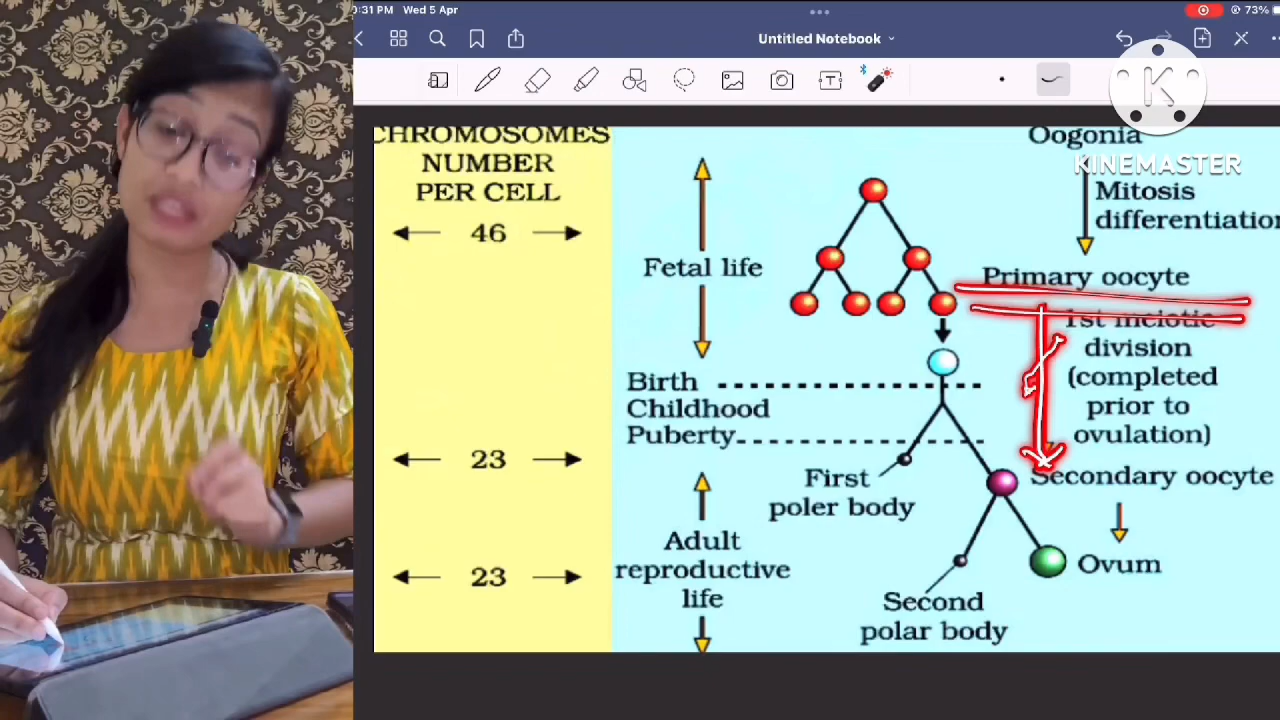 :31 PM Wed 5 Apr
73%
Untitled Notebook
T
K
KINEMASTER
CHROMOSOMES
NUMBER
PER CELL
46
23
23
Fetal life
Birth
Childhood
Puberty
Adult
reproductive
life
First
poler body
Second
polar body
Oogonia
Mitosis
differentiation
Primary oocyte
1st meiotic
division
(completed
prior to
ovulation)
Secondary oocyte
Ovum